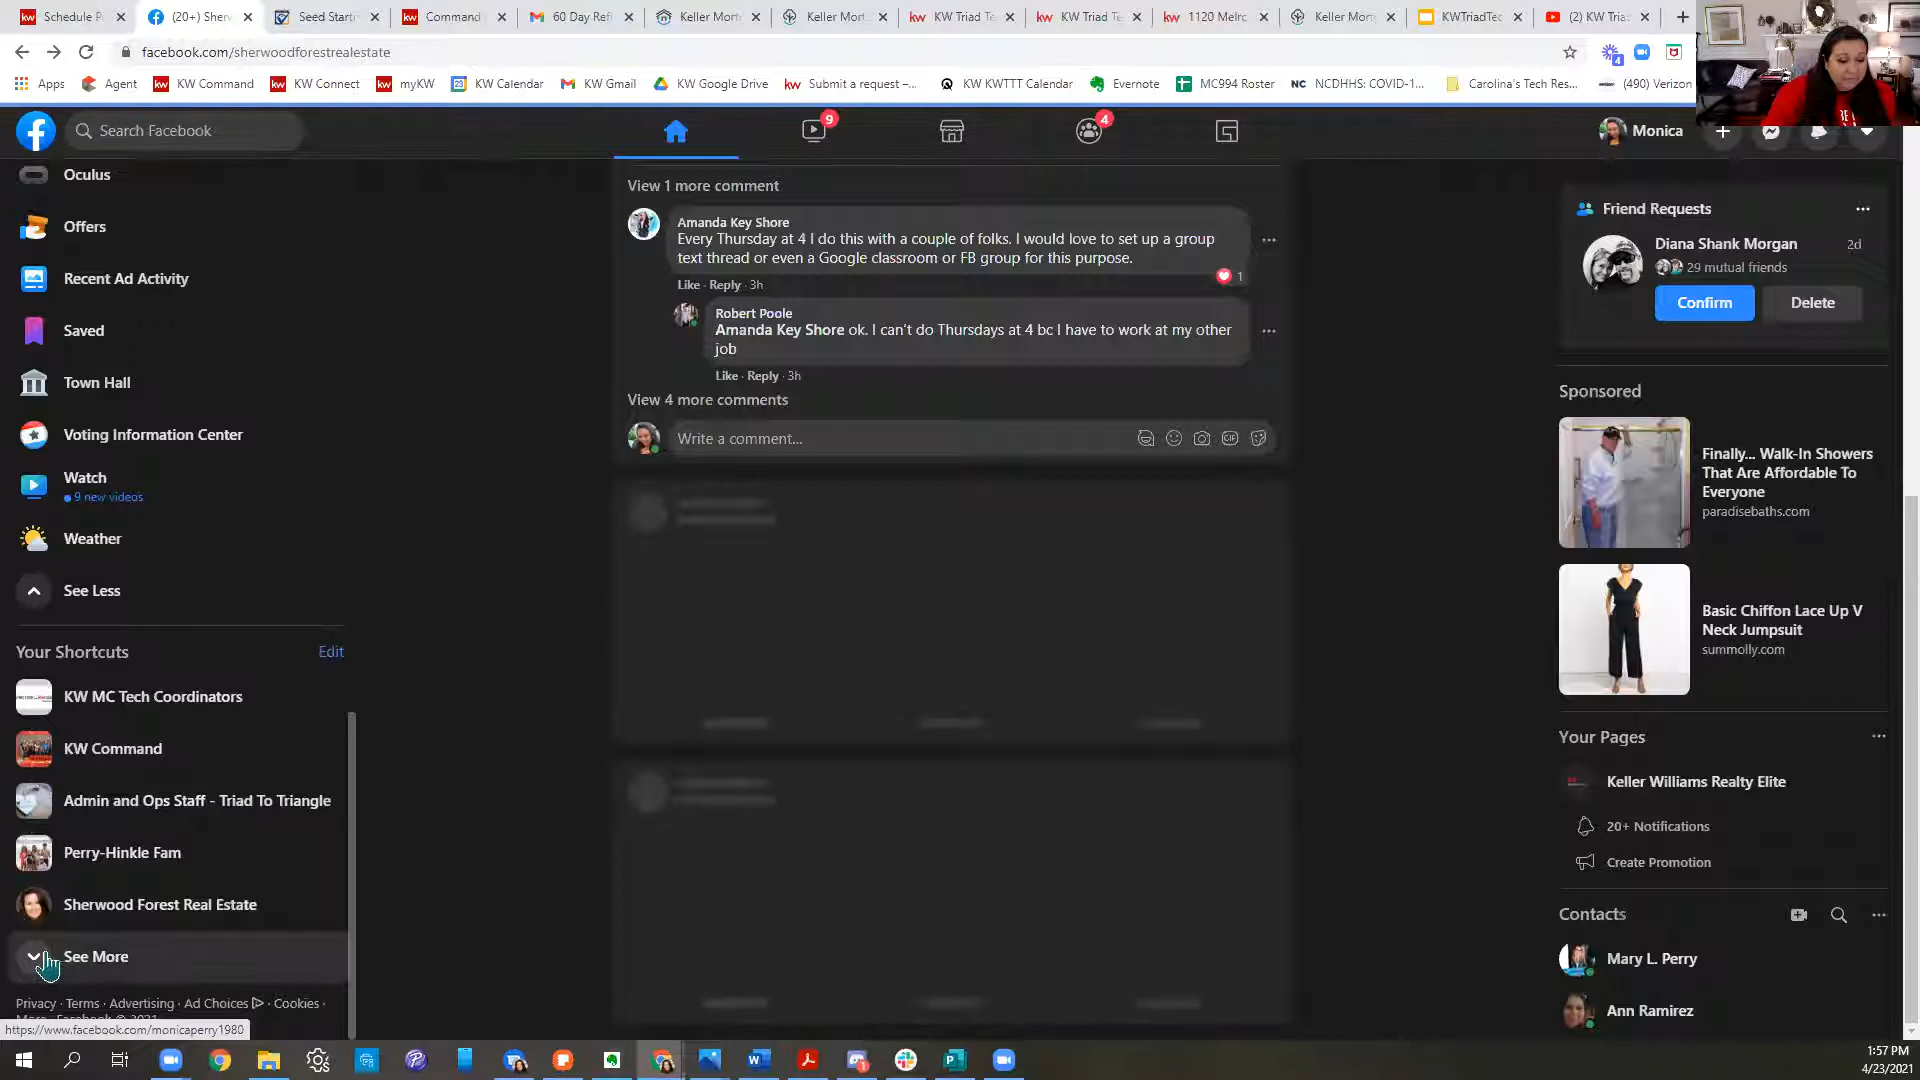 Schedule P
(20+) Sherw
Seed Starti
Command
60 Day Refi
Keller Mort
Keller Mort
KW Triad Te
KW Triad Te
1120 Melro
Keller Mort
KWTriadTec
(2) KW Tria
facebook.com/sherwoodforestrealestate
4
Apps
Agent
KW Command
KW Connect
myKW
KW Calendar
KW Gmail
KW Google Drive
Submit a request –...
KW KWTTT Calendar
Evernote
MC994 Roster
NCDHHS: COVID-1...
Carolina's Tech Res...
(490) Verizon
Search Facebook
9
4
Monica
Oculus
Offers
Recent Ad Activity
Saved
Town Hall
Voting Information Center
Watch
9 new videos
Weather
See Less
Your Shortcuts
Edit
KW MC Tech Coordinators
KW Command
Admin and Ops Staff - Triad To Triangle
Perry-Hinkle Fam
Sherwood Forest Real Estate
See More
Privacy · Terms · Advertising · Ad Choices · Cookies ·
https://www.facebook.com/monicaperry1980
View 1 more comment
Amanda Key Shore
Every Thursday at 4 I do this with a couple of folks. I would love to set up a group
text thread or even a Google classroom or FB group for this purpose.
1
Like · Reply · 3h
Robert Poole
Amanda Key Shore ok. I can't do Thursdays at 4 bc I have to work at my other
job
Like · Reply · 3h
View 4 more comments
Write a comment...
GIF
Friend Requests
Diana Shank Morgan
2d
29 mutual friends
Confirm
Delete
Sponsored
Finally... Walk-In Showers
That Are Affordable To
Everyone
paradisebaths.com
Basic Chiffon Lace Up V
Neck Jumpsuit
summolly.com
Your Pages
Keller Williams Realty Elite
20+ Notifications
Create Promotion
Contacts
Mary L. Perry
Ann Ramirez
1:57 PM
4/23/2021